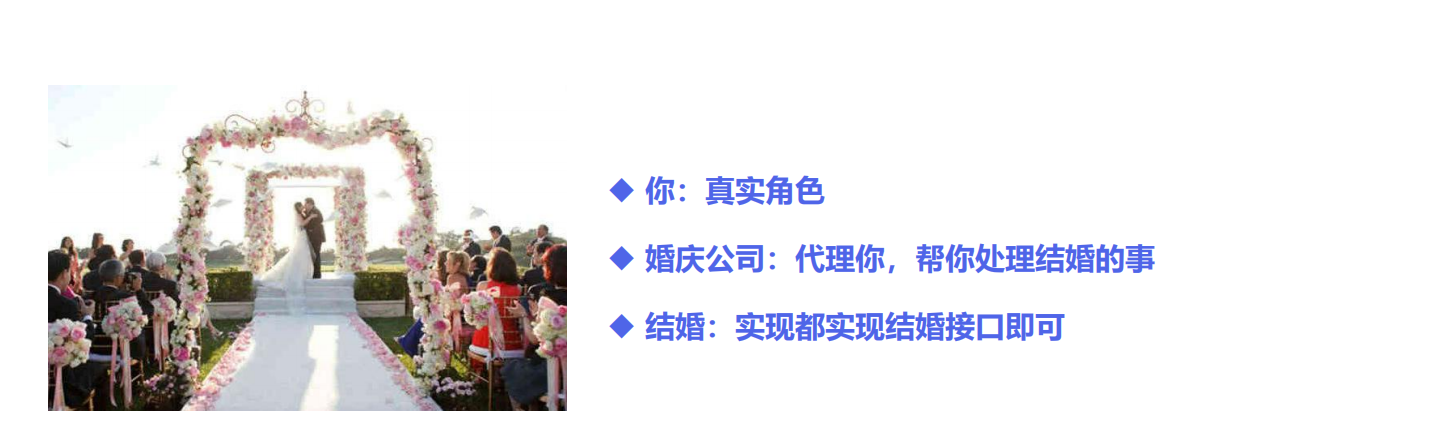 ◆ 你：真实角色
◆ 婚庆公司：代理你，帮你处理结婚的事
◆ 结婚：实现都实现结婚接口即可